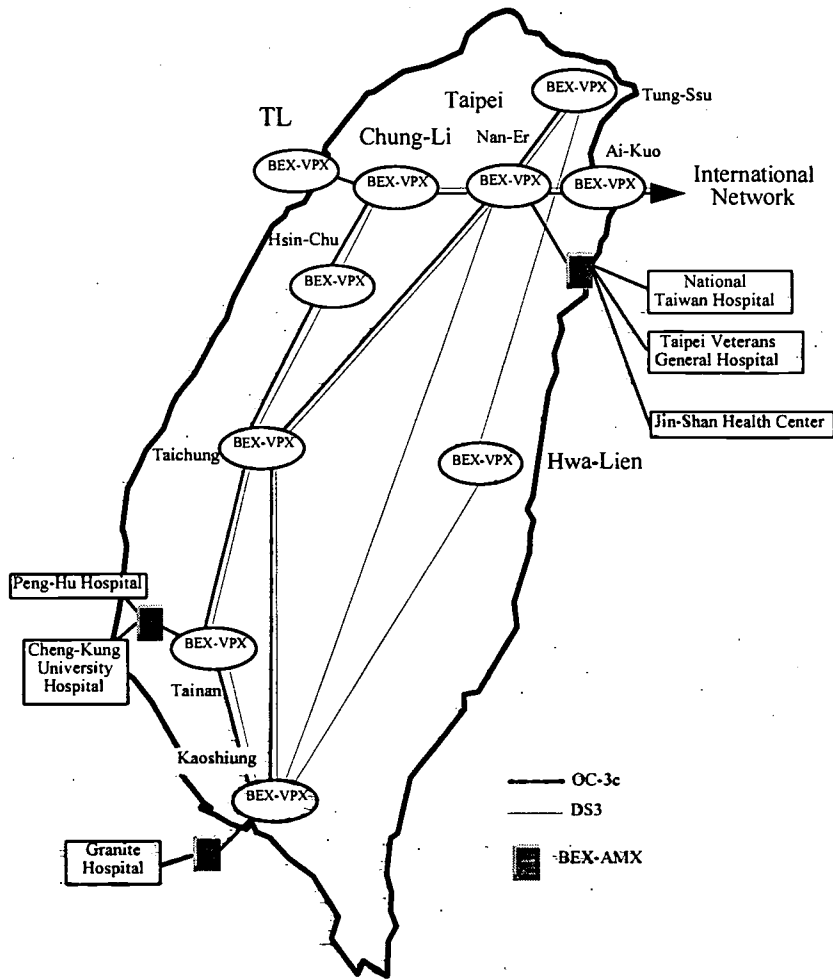 BEX-VPX
Taipei
Tung-Ssu
TL
Chung-Li
Nan-Er
Ai-Kuo
BEX-VPX
BEX-VPX
BEX-VPX
BEX-VPX
International
Network
Hsin-Chu
BEX-VPX
National
Taiwan Hospital
Taipei Veterans
General Hospital
Jin-Shan Health Center
Taichung
BEX-VPX
BEX-VPX
Hwa-Lien
Peng-Hu Hospital
Cheng-Kung
University
Hospital
BEX-VPX
Tainan
Kaoshiung
BEX-VPX
OC-3c
DS3
BEX-AMX
Granite
Hospital